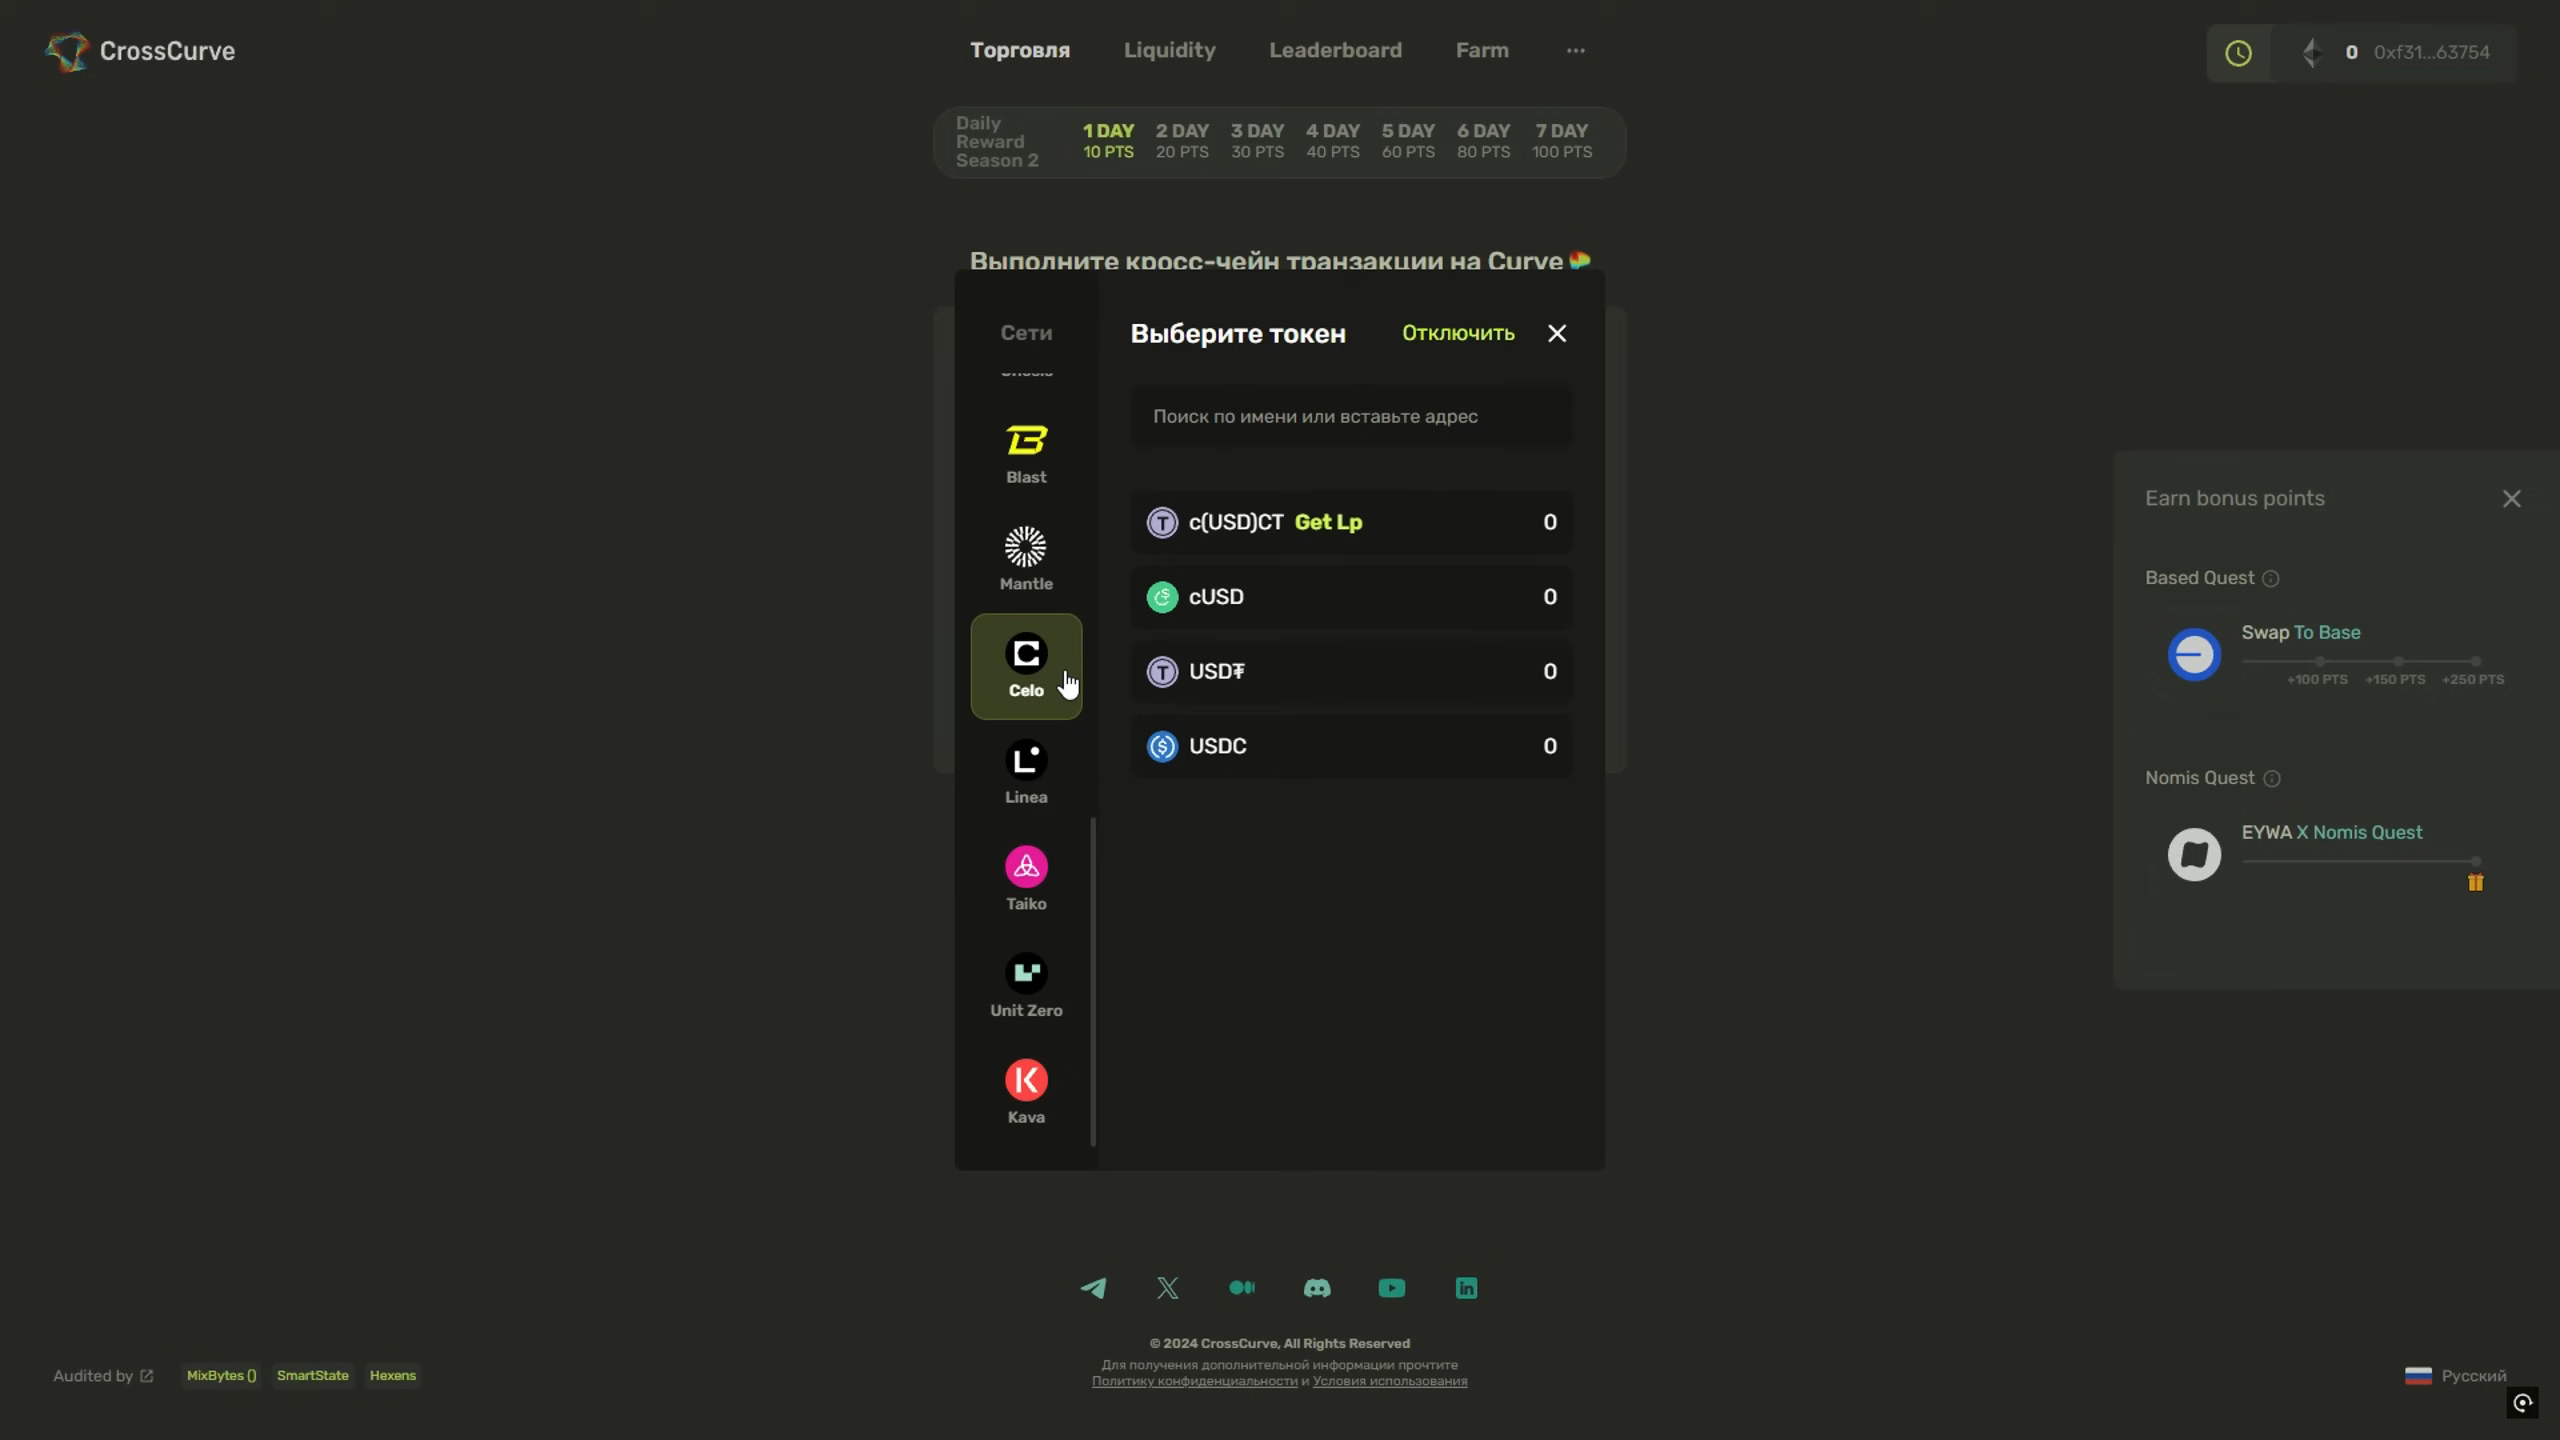 CrossCurve
Торговля
Liquidity
Leaderboard
Farm
0 0xf31...63754
Daily
Reward
Season 2
1 DAY
10 PTS
2 DAY
20 PTS
3 DAY
30 PTS
4 DAY
40 PTS
5 DAY
60 PTS
6 DAY
80 PTS
7 DAY
100 PTS
Выполните кросс-чейн транзакции на Curve
Сети
Blast
Mantle
Celo
Linea
Taiko
Unit Zero
Kava
Выберите токен
Отключить
Поиск по имени или вставьте адрес
c(USD)CT Get Lp 0
cUSD 0
USD₮ 0
USDC 0
Earn bonus points
Based Quest
Swap To Base
+100 PTS +150 PTS +250 PTS
Nomis Quest
EYWA X Nomis Quest
© 2024 CrossCurve, All Rights Reserved
Для получения дополнительной информации прочтите
Политику конфиденциальности и Условия использования
Audited by
MixBytes ()
SmartState
Hexens
Русский